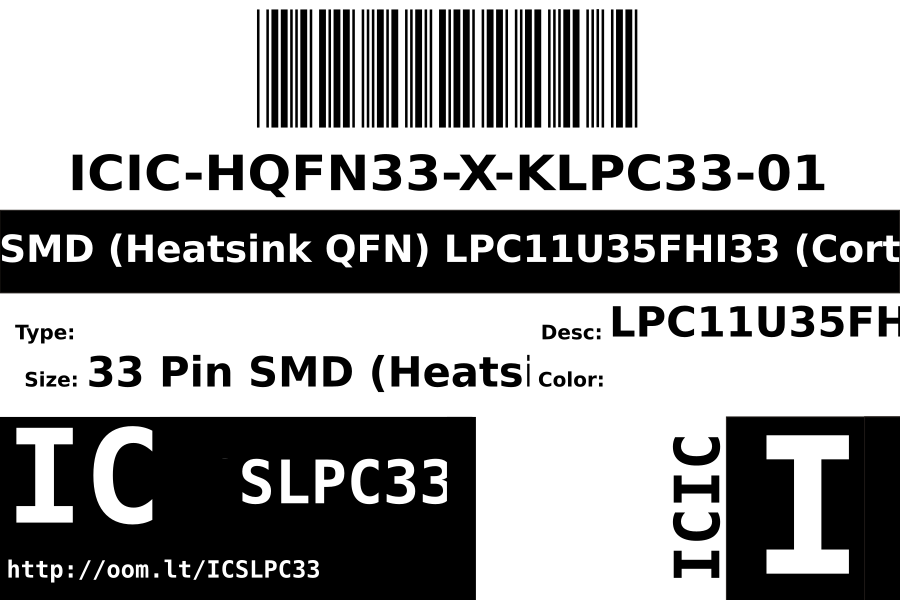 ICIC-HQFN33-X-KLPC33-01
SMD (Heatsink QFN) LPC11U35FHI33 (Cort
Type:
Desc: LPC11U35FH
Size: 33 Pin SMD (Heatsi
Color:
IC SLPC33
http://oom.lt/ICSLPC33
ICIC
I